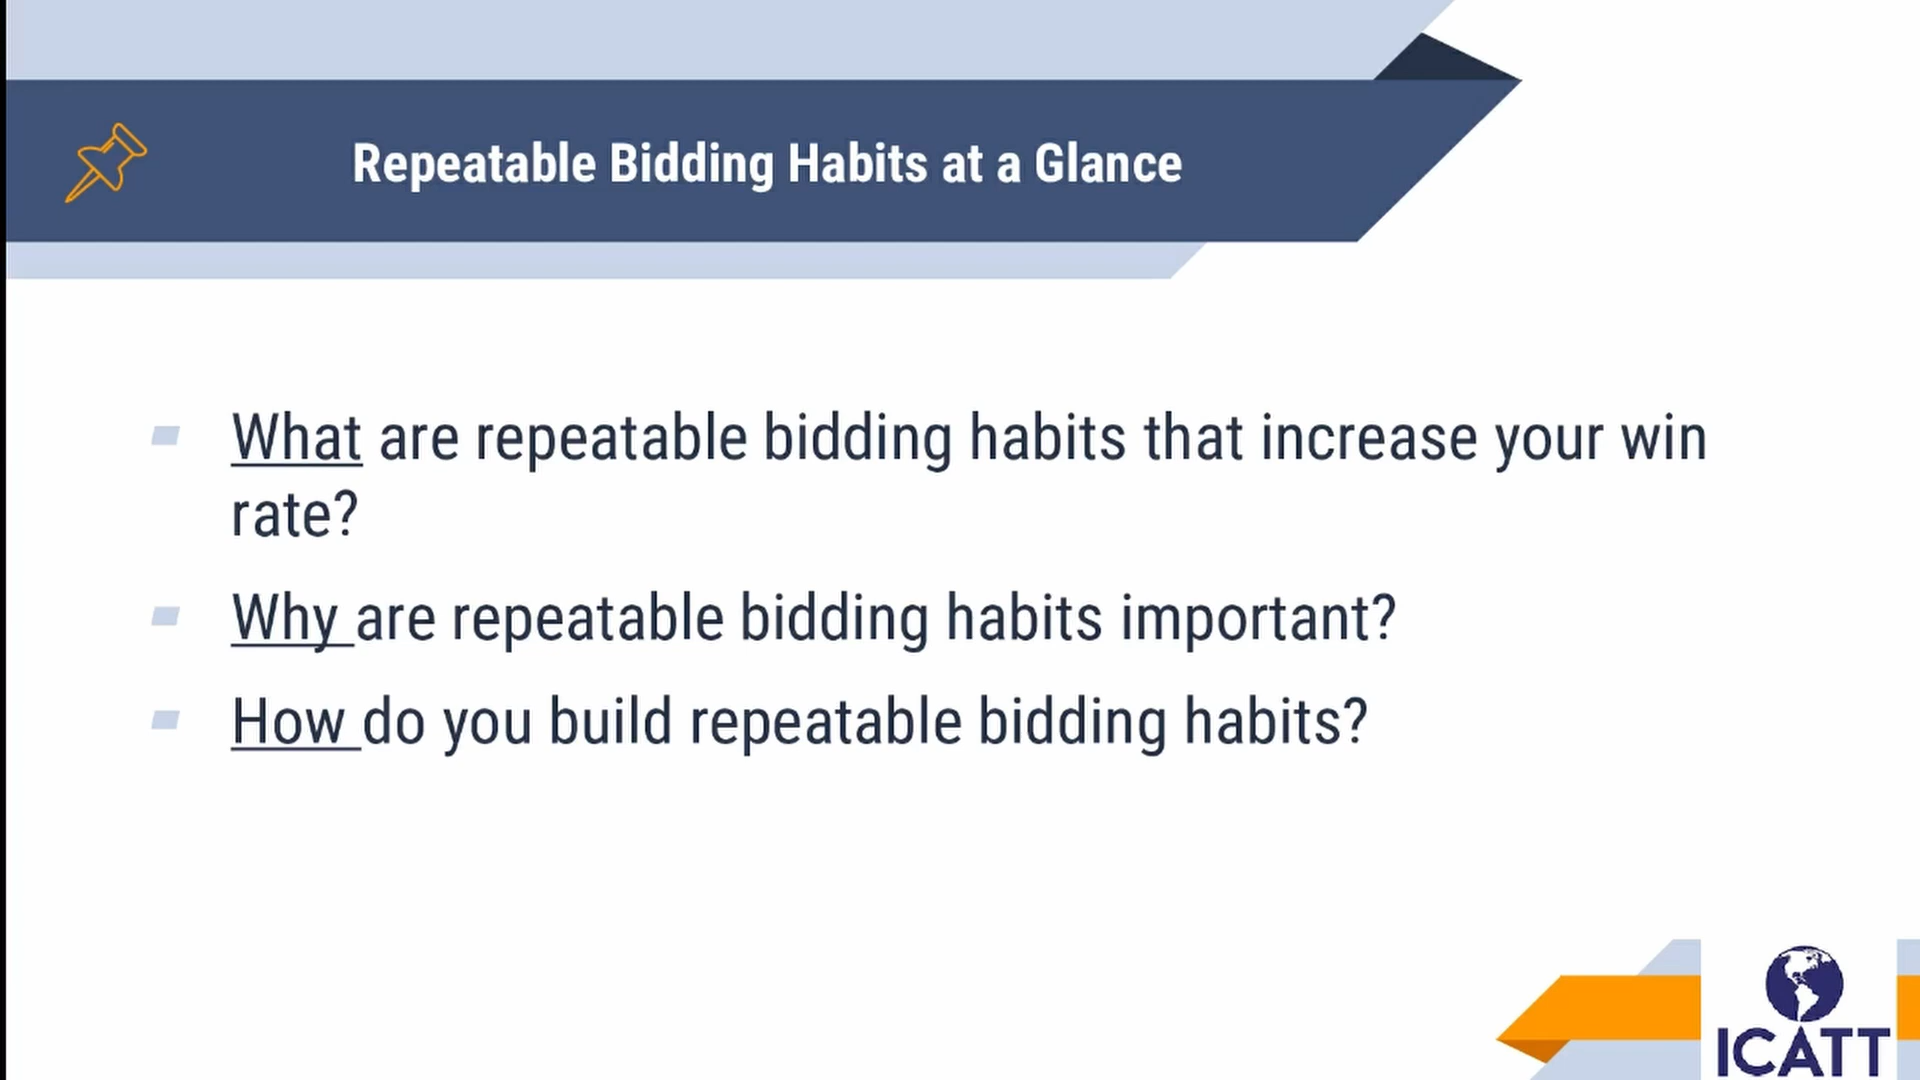 Repeatable Bidding Habits at a Glance
What are repeatable bidding habits that increase your win
rate?
Why are repeatable bidding habits important?
How do you build repeatable bidding habits?
ICATT